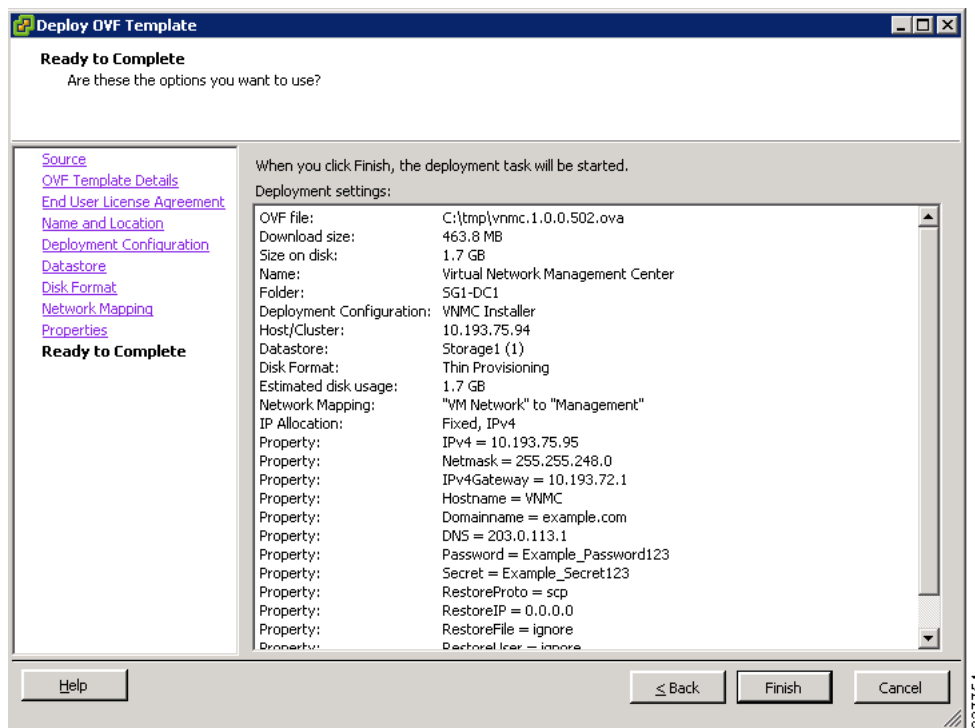 Deploy OVF Template
Ready to Complete
Are these the options you want to use?
Source
OVF Template Details
End User License Agreement
Name and Location
Deployment Configuration
Datastore
Disk Format
Network Mapping
Properties
Ready to Complete
When you click Finish, the deployment task will be started.
Deployment settings:
OVF file: C:\tmp\vnmc.1.0.0.502.ova
Download size: 463.8 MB
Size on disk: 1.7 GB
Name: Virtual Network Management Center
Folder: SG1-DC1
Deployment Configuration: VNMC Installer
Host/Cluster: 10.193.75.94
Datastore: Storage1 (1)
Disk Format: Thin Provisioning
Estimated disk usage: 1.7 GB
Network Mapping: "VM Network" to "Management"
IP Allocation: Fixed, IPv4
Property: IPv4 = 10.193.75.95
Property: Netmask = 255.255.248.0
Property: IPv4Gateway = 10.193.72.1
Property: Hostname = VNMC
Property: Domainname = example.com
Property: DNS = 203.0.113.1
Property: Password = Example_Password123
Property: Secret = Example_Secret123
Property: RestoreProto = scp
Property: RestoreIP = 0.0.0.0
Property: RestoreFile = ignore
Property: RestoreUser = ignore
Help
< Back
Finish
Cancel